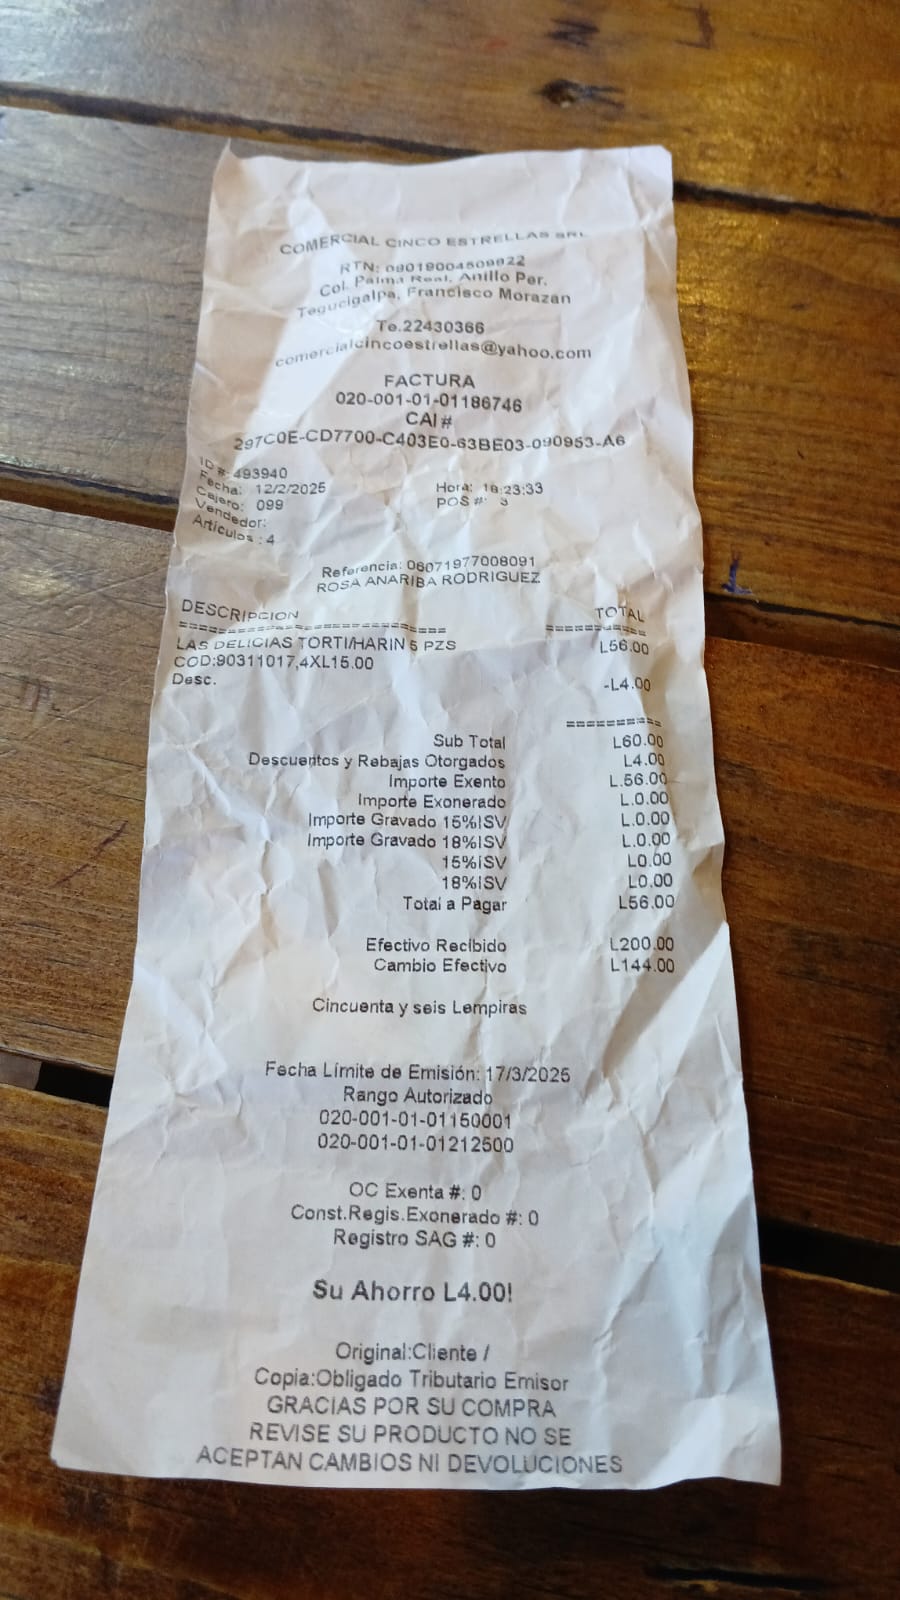 COMERCIAL CINCO ESTRELLAS SRL
RTN: 08019004509822
Col. Palma Real, Anillo Per.
Tegucigalpa, Francisco Morazan
Te.22430366
comercialcincoestrellas@yahoo.com
FACTURA
020-001-01-01186746
CAI #
297C0E-CD7700-C403E0-63BE03-090953-A6
ID #: 493940
Fecha: 12/2/2025 Hora: 18:23:33
Cajero: 099 POS #: 3
Vendedor:
Articulos : 4
Referencia: 06071977008091
ROSA ANARIBA RODRIGUEZ
DESCRIPCION TOTAL
============================= ==========
LAS DELICIAS TORTI/HARIN 5 PZS L56.00
COD:90311017,4XL15.00
Desc. -L4.00
==========
Sub Total L60.00
Descuentos y Rebajas Otorgados L4.00
Importe Exento L.56.00
Importe Exonerado L.0.00
Importe Gravado 15%ISV L.0.00
Importe Gravado 18%ISV L.0.00
15%ISV L0.00
18%ISV L0.00
Total a Pagar L56.00
Efectivo Recibido L200.00
Cambio Efectivo L144.00
Cincuenta y seis Lempiras
Fecha Límite de Emisión: 17/3/2025
Rango Autorizado
020-001-01-01150001
020-001-01-01212500
OC Exenta #: 0
Const.Regis.Exonerado #: 0
Registro SAG #: 0
Su Ahorro L4.00!
Original:Cliente /
Copia:Obligado Tributario Emisor
GRACIAS POR SU COMPRA
REVISE SU PRODUCTO NO SE
ACEPTAN CAMBIOS NI DEVOLUCIONES